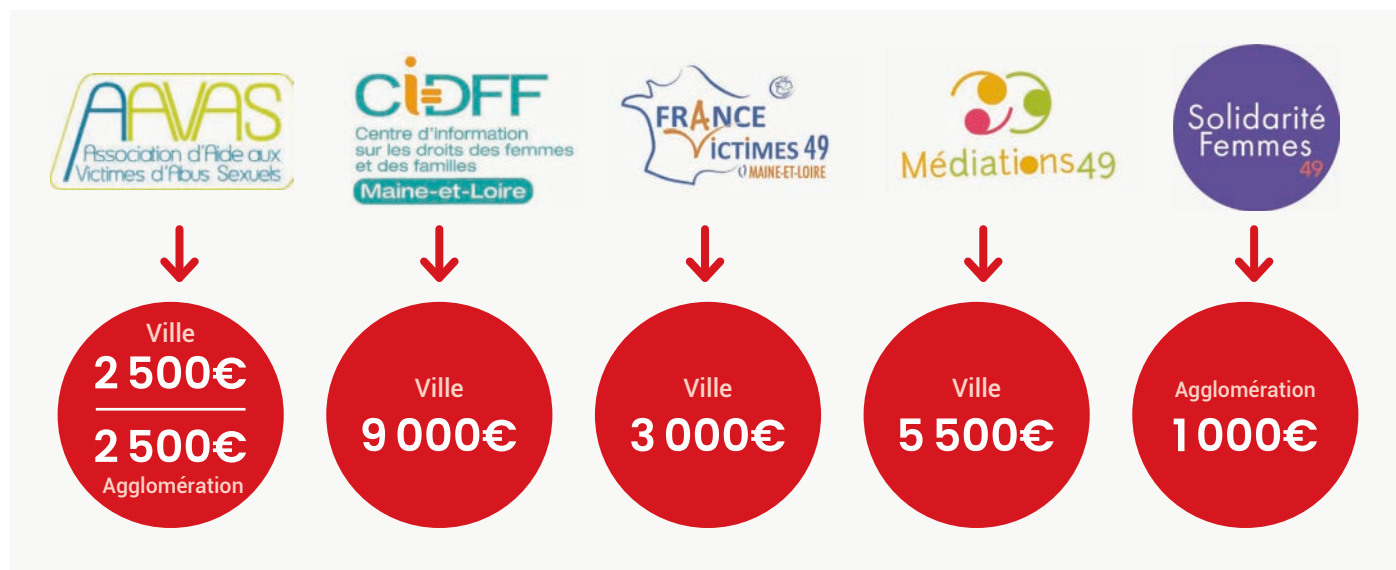 AAVAS
Association d'Aide aux
Victimes d'Abus Sexuels
CiDFF
Centre d'information
sur les droits des femmes
et des familles
Maine-et-Loire
FRANCE
VICTIMES 49
MAINE-ET-LOIRE
Médiations49
Solidarité
Femmes
49
Ville
2 500€
2 500€
Agglomération
Ville
9 000€
Ville
3 000€
Ville
5 500€
Agglomération
1 000€